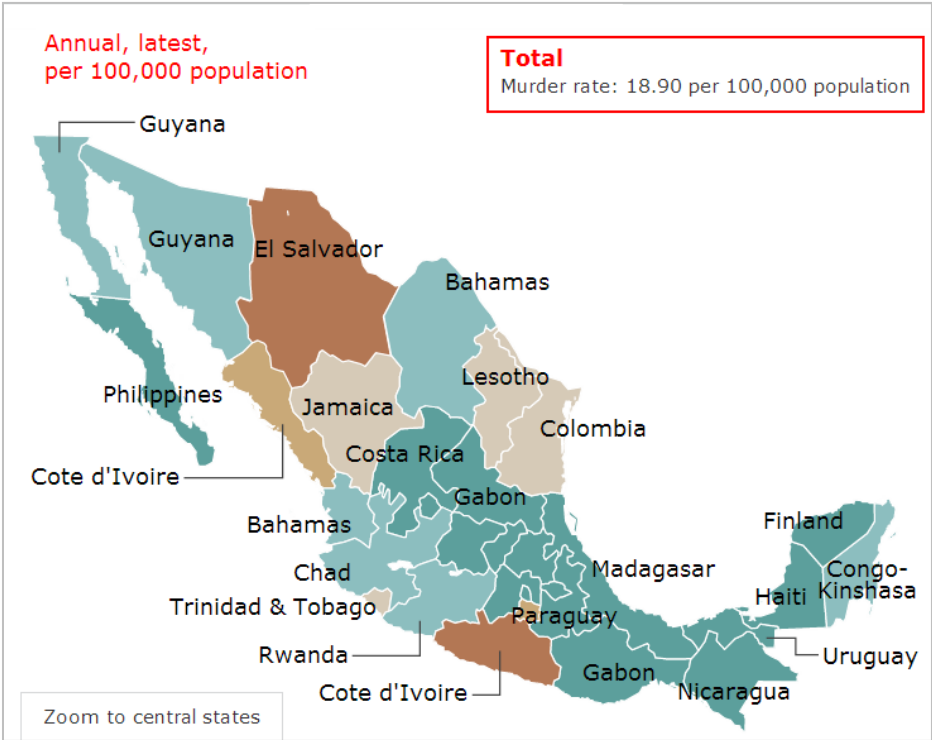 Annual, latest,
per 100,000 population
Total
Murder rate: 18.90 per 100,000 population
Guyana
Guyana
El Salvador
Bahamas
Philippines
Jamaica
Lesotho
Colombia
Cote d'Ivoire
Costa Rica
Gabon
Bahamas
Finland
Chad
Madagasar
Congo-
Kinshasa
Haiti
Trinidad & Tobago
Paraguay
Rwanda
Uruguay
Cote d'Ivoire
Gabon
Nicaragua
Zoom to central states